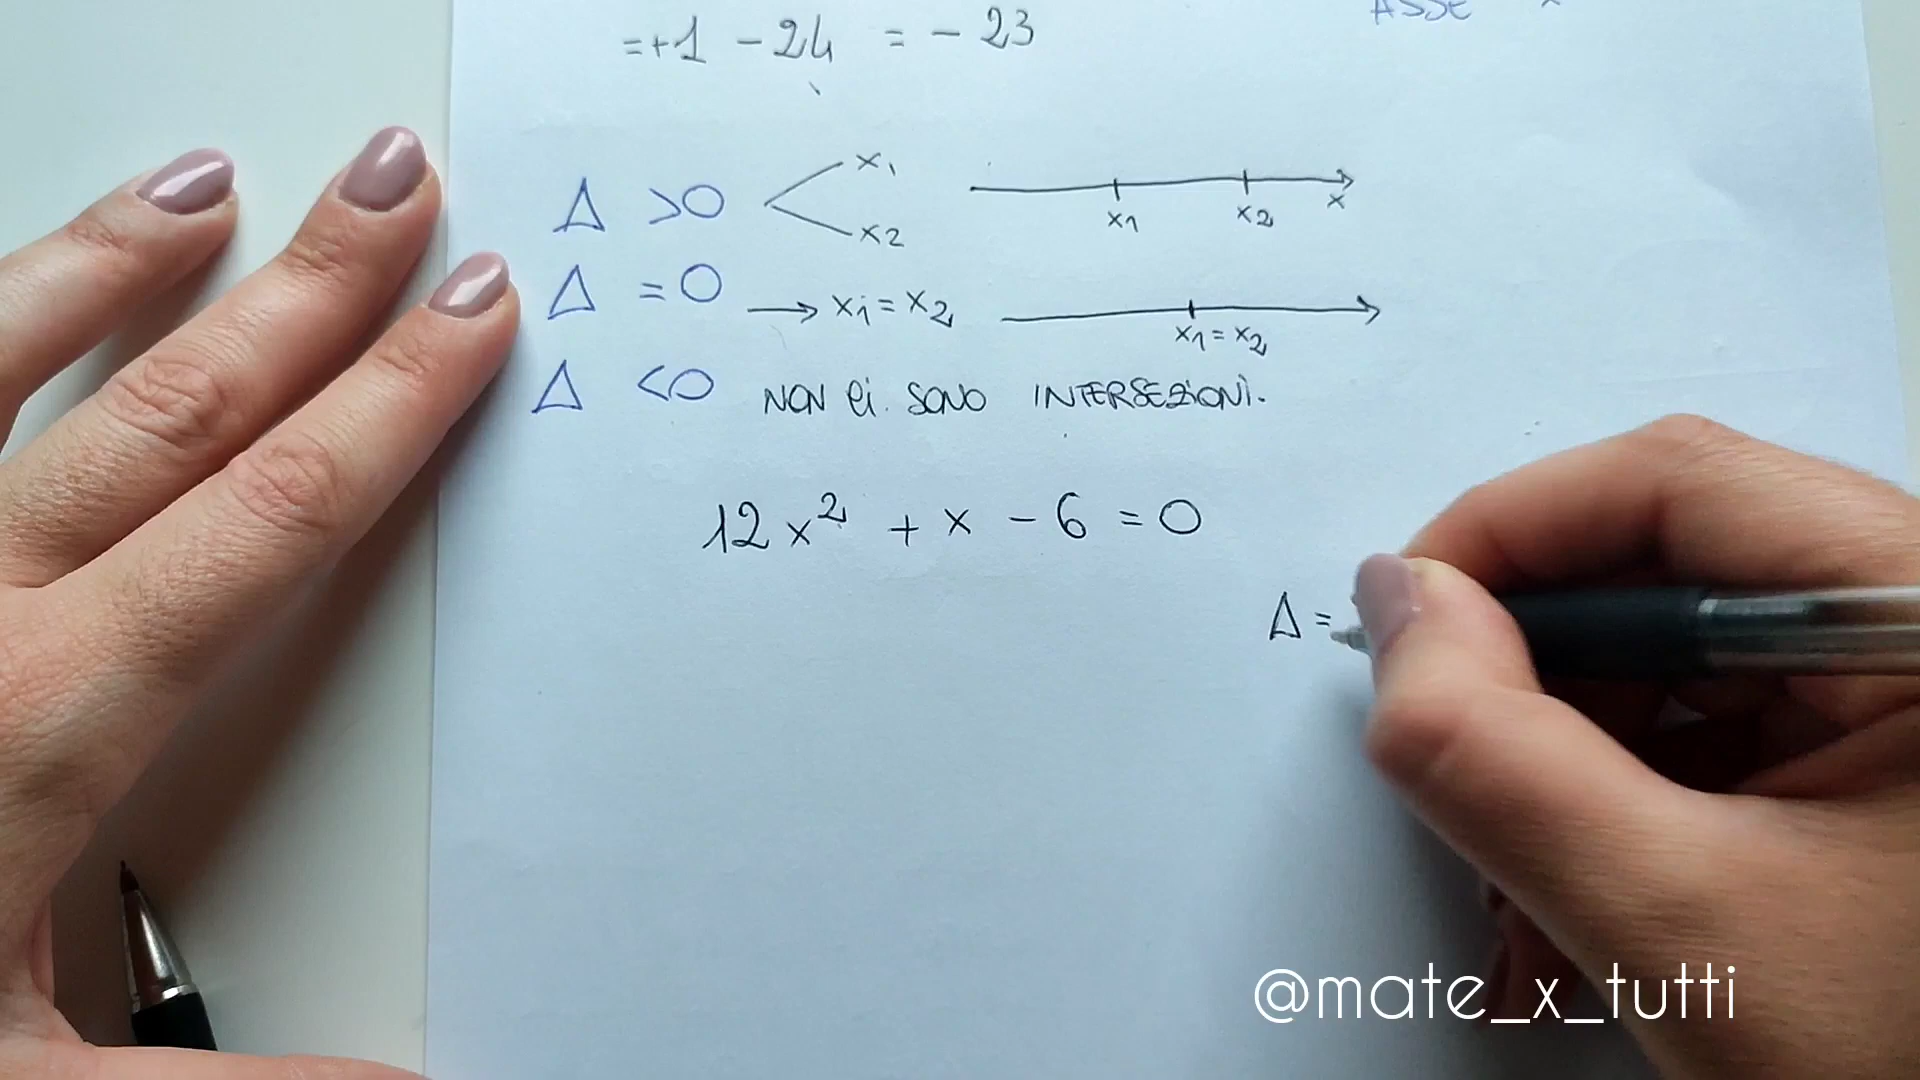 ASSE x
=+1 -24 = -23
Δ >0 x1 x2 x1 x2 x
Δ =0 → x1=x2 x1=x2
Δ <0 NON CI SONO INTERSEZIONI.
12x² + x - 6 = 0
Δ =
@mate_x_tutti